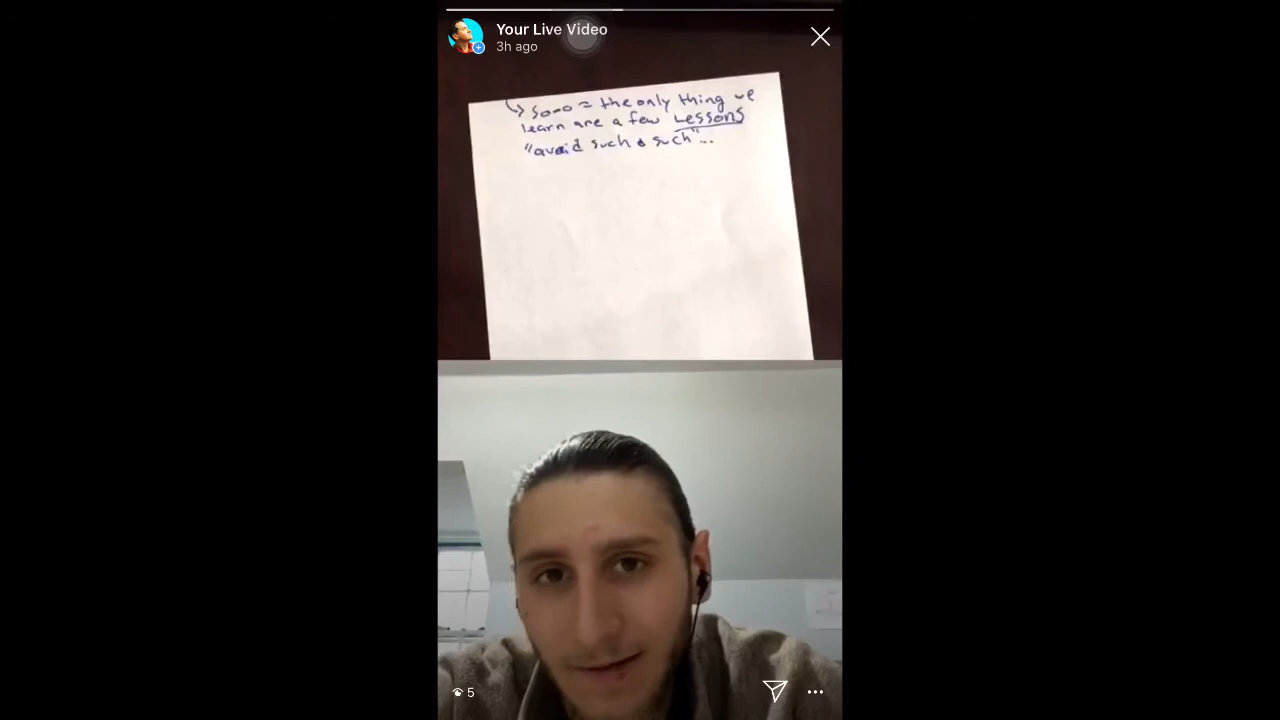 Your Live Video
3h ago
↳ Sooo = the only thing we
learn are a few Lessons
"avoid such & such"...
5